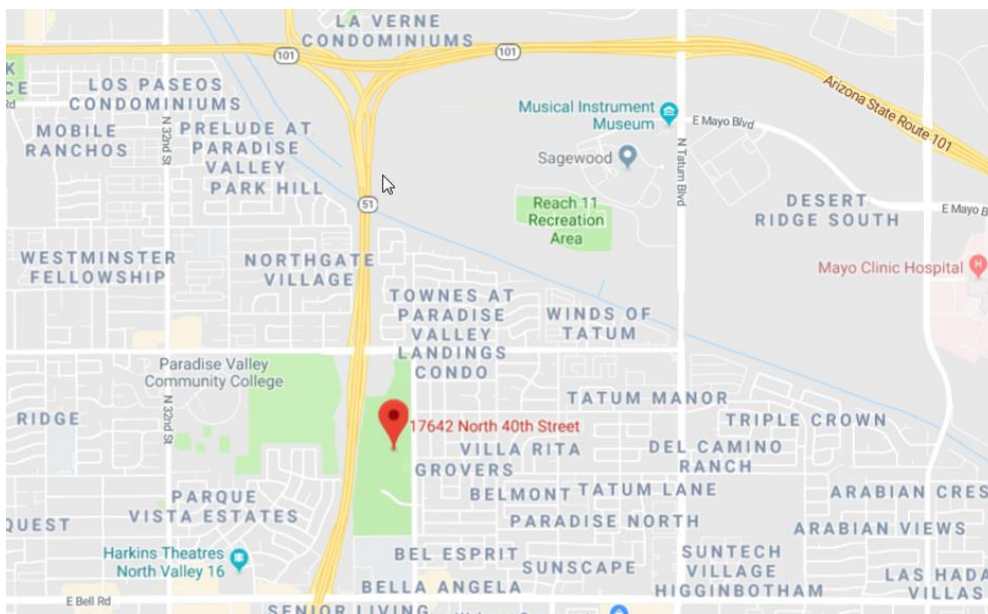 LA VERNE
CONDOMINIUMS
101
101
Arizona State Route 101
K
CE
Rd
LOS PASEOS
CONDOMINIUMS
MOBILE
RANCHOS
N 32nd St
PRELUDE AT
PARADISE
VALLEY
PARK HILL
51
Musical Instrument
Museum
E Mayo Blvd
Sagewood
N Tatum Blvd
Reach 11
Recreation
Area
DESERT
RIDGE SOUTH
E Mayo B
WESTMINSTER
FELLOWSHIP
NORTHGATE
VILLAGE
Mayo Clinic Hospital
H
TOWNES AT
PARADISE
VALLEY
LANDINGS
CONDO
WINDS OF
TATUM
Paradise Valley
Community College
N 32nd St
RIDGE
TATUM MANOR
TRIPLE CROWN
17642 North 40th Street
VILLA RITA
GROVERS
DEL CAMINO
RANCH
BELMONT
TATUM LANE
ARABIAN CRES
PARQUE
VISTA ESTATES
QUEST
PARADISE NORTH
ARABIAN VIEWS
Harkins Theatres
North Valley 16
BEL ESPRIT
SUNSCAPE
SUNTECH
VILLAGE
HIGGINBOTHAM
LAS HADA
VILLAS
BELLA ANGELA
E Bell Rd
SENIOR LIVING